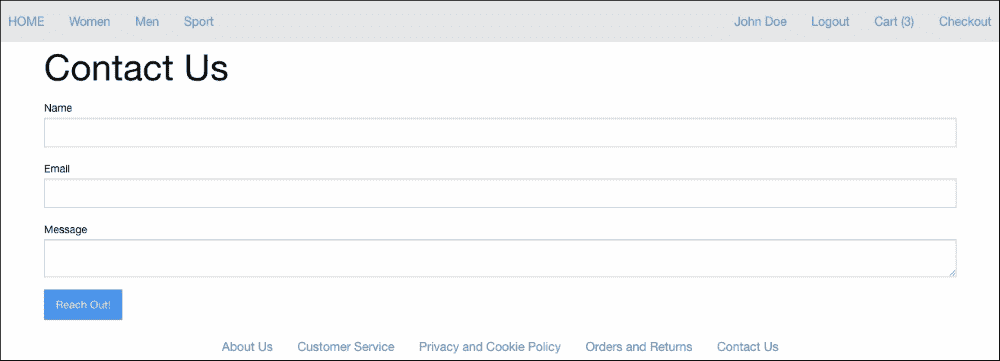 HOME Women Men Sport John Doe Logout Cart (3) Checkout
Contact Us
Name
Email
Message
Reach Out!
About Us Customer Service Privacy and Cookie Policy Orders and Returns Contact Us